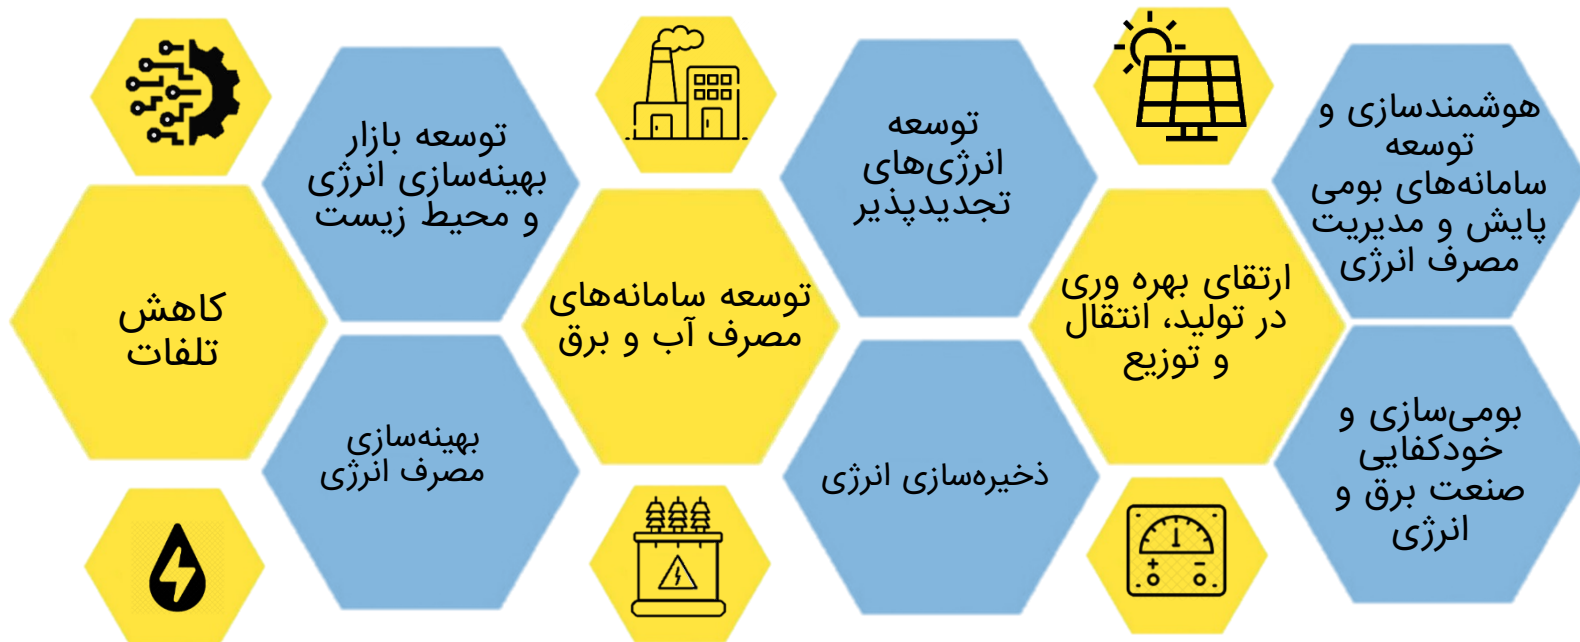 هوشمندسازی و
توسعه
سامانه‌های بومی
پایش و مدیریت
مصرف انرژی
بومی‌سازی و
خودکفایی
صنعت برق و
انرژی
ارتقای بهره وری
در تولید، انتقال
و توزیع
توسعه
انرژی‌های
تجدیدپذیر
ذخیره‌سازی انرژی
توسعه سامانه‌های
مصرف آب و برق
توسعه بازار
بهینه‌سازی انرژی
و محیط زیست
بهینه‌سازی
مصرف انرژی
کاهش
تلفات